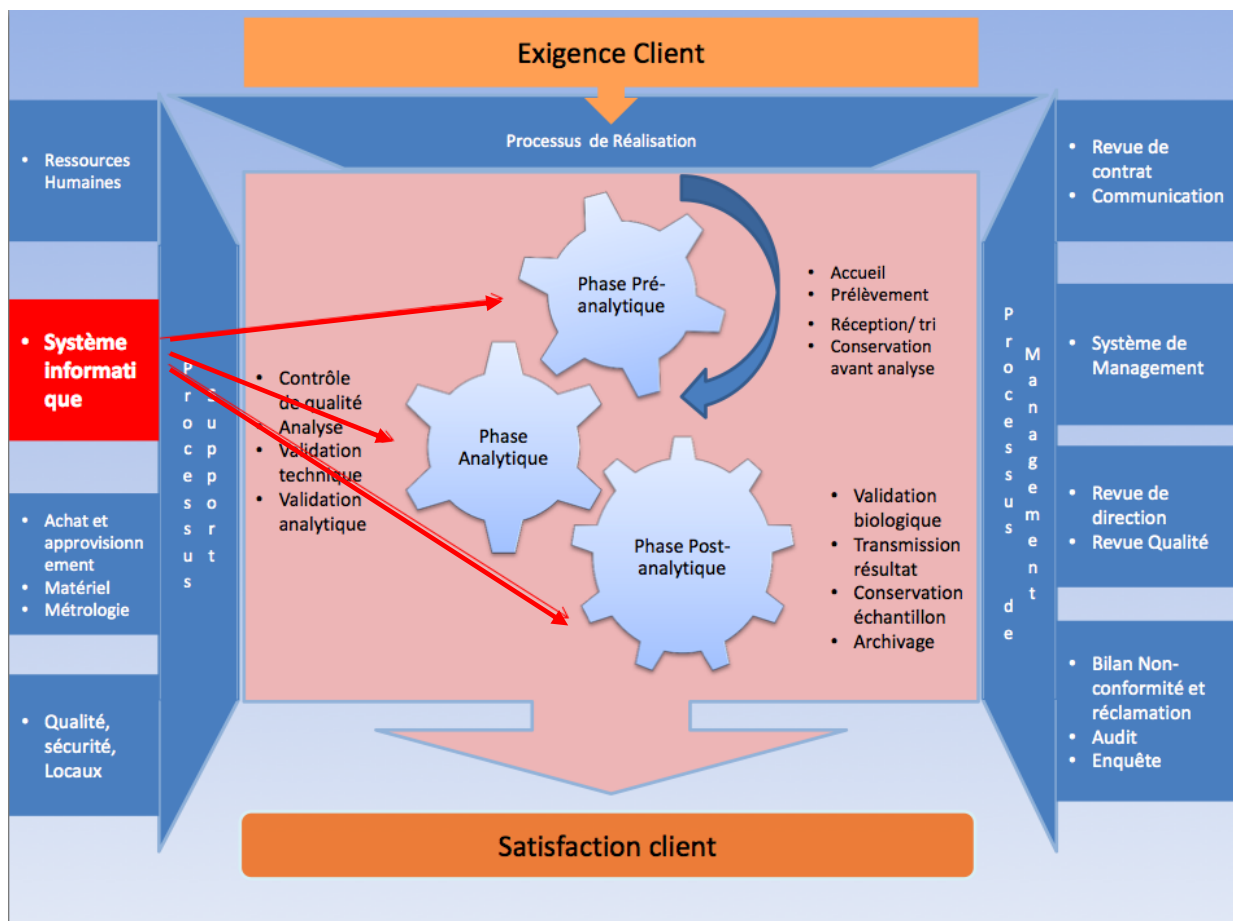 Exigence Client
Processus de Réalisation
• Ressources
Humaines
• Système
informati
que
• Achat et
approvisionn
ement
• Matériel
• Métrologie
• Qualité,
sécurité,
Locaux
Processus
Support
Phase Pré-
analytique
• Accueil
• Prélèvement
• Réception/ tri
• Conservation
avant analyse
• Contrôle
de qualité
• Analyse
• Validation
technique
• Validation
analytique
Phase
Analytique
Phase Post-
analytique
• Validation
biologique
• Transmission
résultat
• Conservation
échantillon
• Archivage
Processus de
Management
• Revue de
contrat
• Communication
• Système de
Management
• Revue de
direction
• Revue Qualité
• Bilan Non-
conformité et
réclamation
• Audit
• Enquête
Satisfaction client